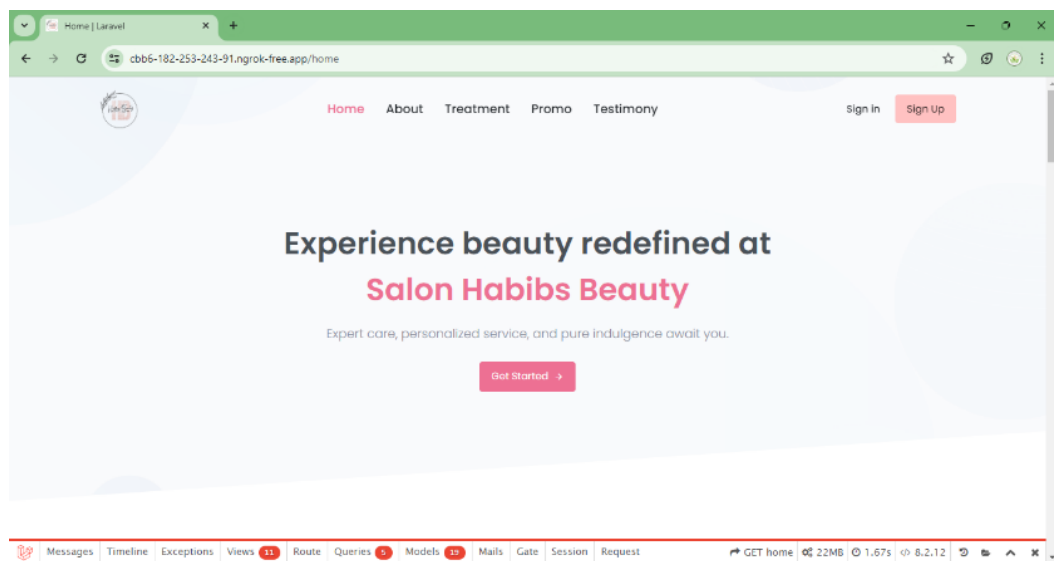 Home | Laravel
cbb6-182-253-243-91.ngrok-free.app/home
Home About Treatment Promo Testimony Sign In Sign Up
Experience beauty redefined at
Salon Habibs Beauty
Expert care, personalized service, and pure indulgence await you.
Get Started →
Messages Timeline Exceptions Views 11 Route Queries 5 Models 19 Mails Gate Session Request GET home 22MB 1.67s 8.2.12